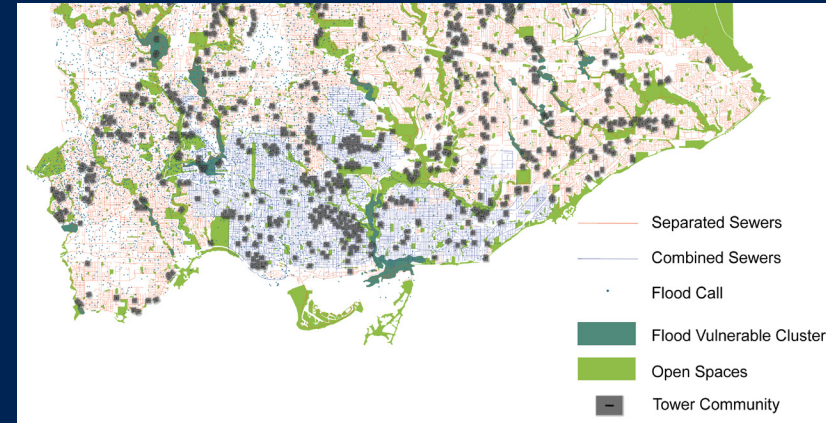 Separated Sewers
Combined Sewers
Flood Call
Flood Vulnerable Cluster
Open Spaces
Tower Community